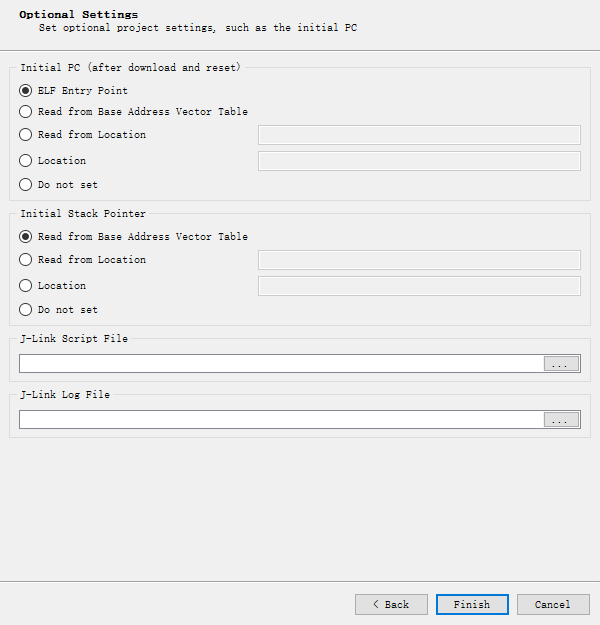 Optional Settings
Set optional project settings, such as the initial PC
Initial PC (after download and reset)
ELF Entry Point
Read from Base Address Vector Table
Read from Location
Location
Do not set
Initial Stack Pointer
Read from Base Address Vector Table
Read from Location
Location
Do not set
J-Link Script File
...
J-Link Log File
...
< Back Finish Cancel